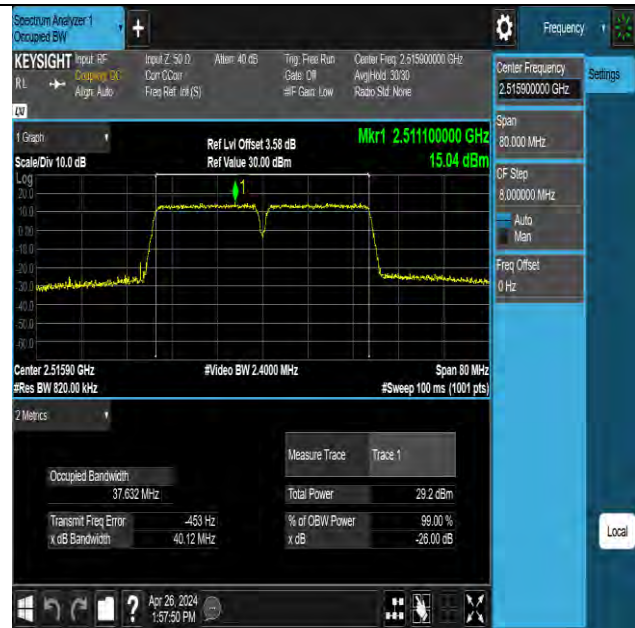 Spectrum Analyzer 1
Occupied BW
+
Frequency
KEYSIGHT Input: RF Input Z: 50 Ω Atten: 40 dB Trig: Free Run Center Freq: 2.515900000 GHz
RL Coupling: DC Corr CCorr Gate: Off Avg|Hold: 30/30
Align: Auto Freq Ref: Int (S) #IF Gain: Low Radio Std: None
Center Frequency
2.515900000 GHz
Settings
Span
80.000 MHz
CF Step
8.000000 MHz
Auto
Man
Freq Offset
0 Hz
Local
1 Graph
Ref Lvl Offset 3.58 dB
Mkr1 2.511100000 GHz
Scale/Div 10.0 dB
Ref Value 30.00 dBm
15.04 dBm
Log
1
20.0
10.0
0.00
-10.0
-20.0
-30.0
-40.0
-50.0
-60.0
Center 2.51590 GHz #Video BW 2.4000 MHz Span 80 MHz
#Res BW 820.00 kHz #Sweep 100 ms (1001 pts)
2 Metrics
Measure Trace Trace 1
Occupied Bandwidth
37.632 MHz
Total Power 29.2 dBm
Transmit Freq Error -453 Hz
% of OBW Power 99.00 %
x dB Bandwidth 40.12 MHz
x dB -26.00 dB
?
Apr 26, 2024
1:57:50 PM